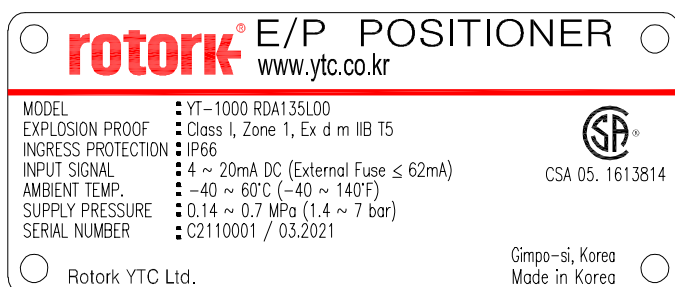 rotork® E/P POSITIONER
www.ytc.co.kr
MODEL : YT-1000 RDA135L00
EXPLOSION PROOF : Class I, Zone 1, Ex d m IIB T5
INGRESS PROTECTION : IP66
INPUT SIGNAL : 4 ~ 20mA DC (External Fuse ≤ 62mA)
AMBIENT TEMP. : -40 ~ 60°C (-40 ~ 140°F)
SUPPLY PRESSURE : 0.14 ~ 0.7 MPa (1.4 ~ 7 bar)
SERIAL NUMBER : C2110001 / 03.2021
SA®
CSA 05. 1613814
Rotork YTC Ltd.
Gimpo-si, Korea
Made in Korea